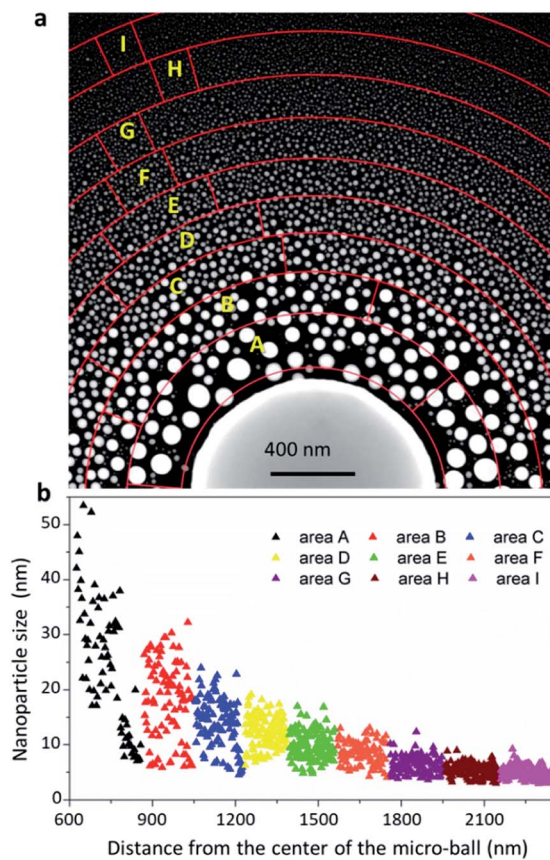 a
I
H
G
F
E
D
C
B
A
400 nm
b
50
40
30
20
10
0
Nanoparticle size (nm)
area A area B area C
area D area E area F
area G area H area I
600 900 1200 1500 1800 2100
Distance from the center of the micro-ball (nm)